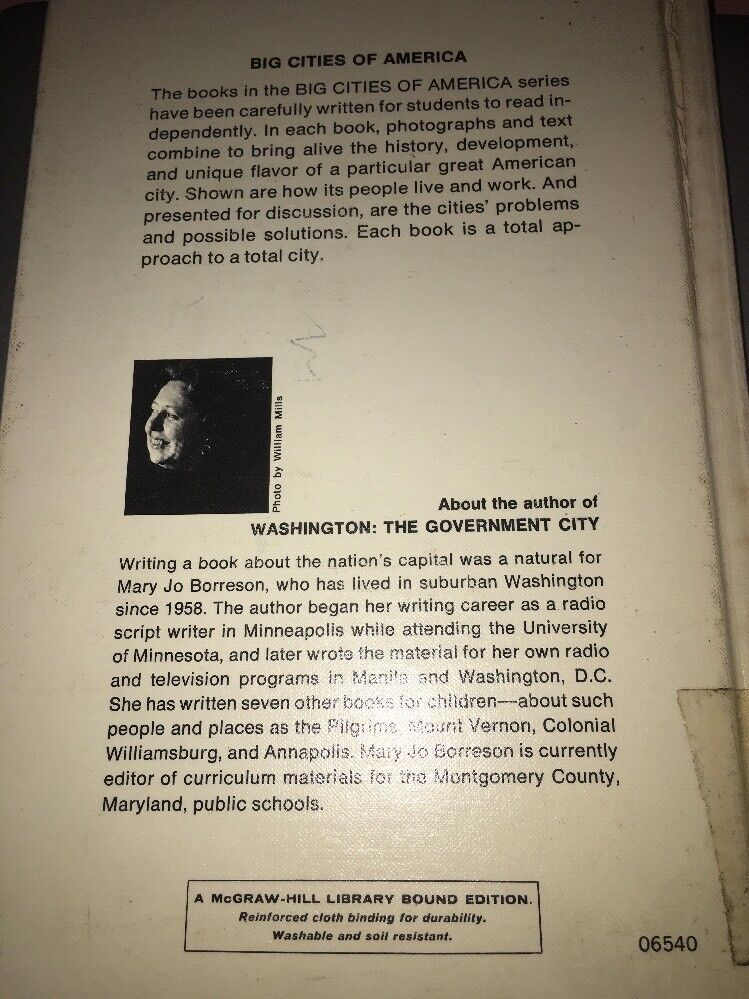 BIG CITIES OF AMERICA
The books in the BIG CITIES OF AMERICA series
have been carefully written for students to read in-
dependently. In each book, photographs and text
combine to bring alive the history, development,
and unique flavor of a particular great American
city. Shown are how its people live and work. And
presented for discussion, are the cities' problems
and possible solutions. Each book is a total ap-
proach to a total city.
Photo by William Mills
About the author of
WASHINGTON: THE GOVERNMENT CITY
Writing a book about the nation's capital was a natural for
Mary Jo Borreson, who has lived in suburban Washington
since 1958. The author began her writing career as a radio
script writer in Minneapolis while attending the University
of Minnesota, and later wrote the material for her own radio
and television programs in Manila and Washington, D.C.
She has written seven other books for children—about such
people and places as the Pilgrims, Mount Vernon, Colonial
Williamsburg, and Annapolis. Mary Jo Borreson is currently
editor of curriculum materials for the Montgomery County,
Maryland, public schools.
A McGRAW-HILL LIBRARY BOUND EDITION.
Reinforced cloth binding for durability.
Washable and soil resistant.
06540